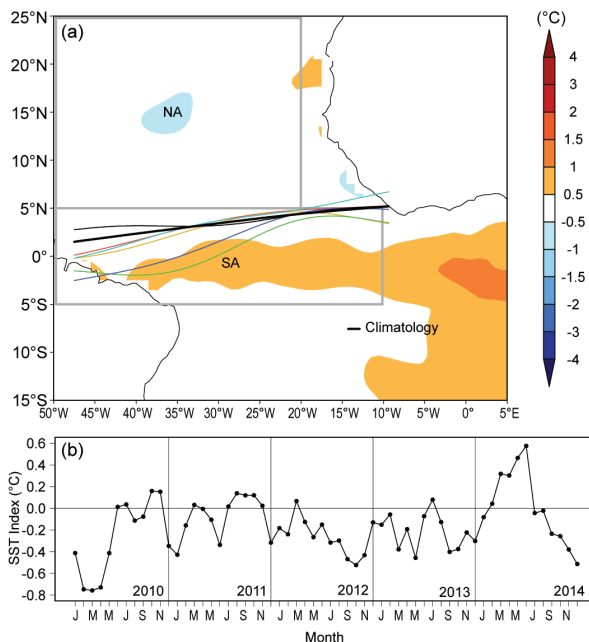 (a)
(°C)
25°N
20°N
15°N
10°N
5°N
0°
5°S
10°S
15°S
NA
SA
Climatology
50°W 45°W 40°W 35°W 30°W 25°W 20°W 15°W 10°W 5°W 0°W 5°E
4
3
2
1.5
1
0.5
-0.5
-1
-1.5
-2
-3
-4
(b)
SST Index (°C)
0.6
0.4
0.2
0.0
-0.2
-0.4
-0.6
-0.8
2010 2011 2012 2013 2014
J M M J S N J M M J S N J M M J S N J M M J S N J M M J S N
Month